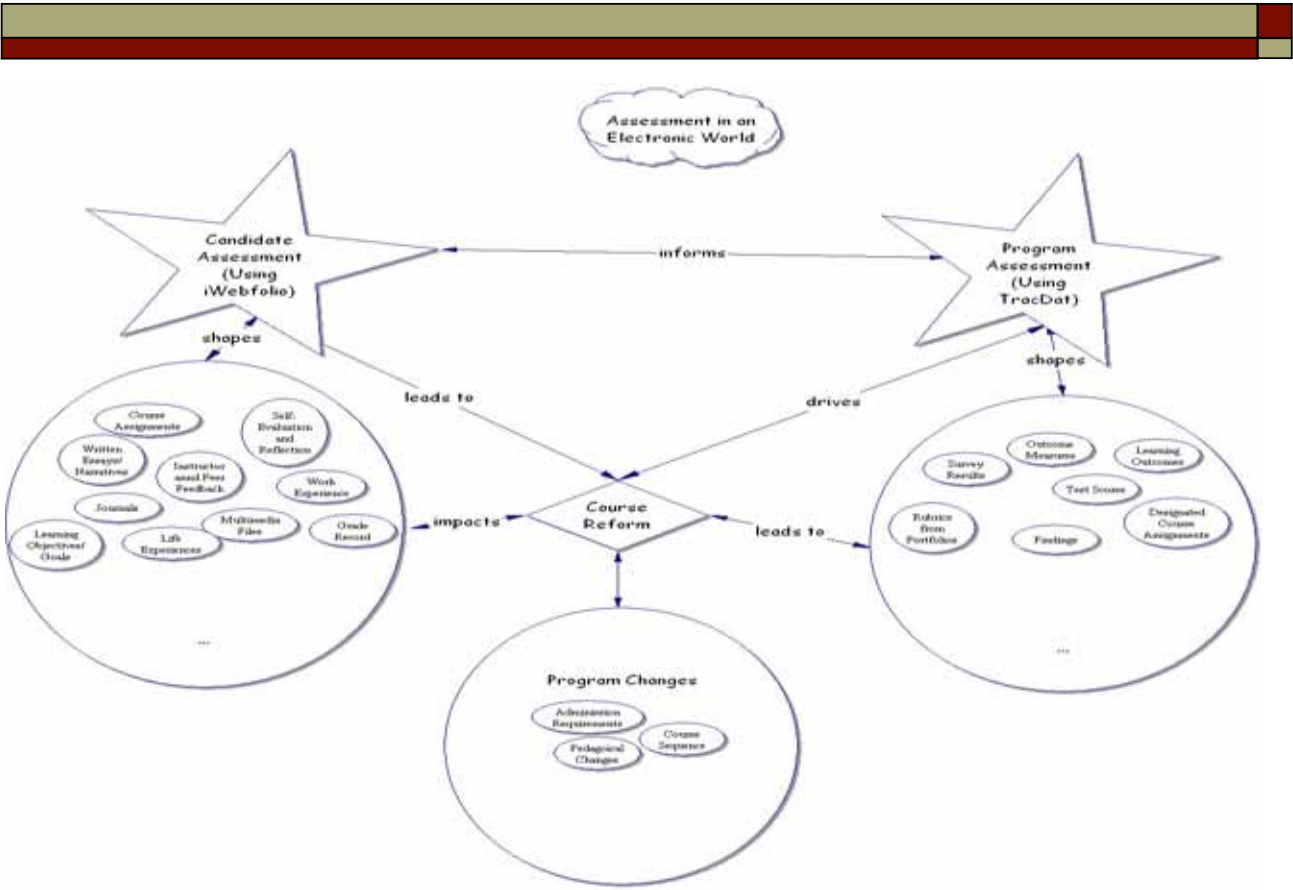 Assessment in an
Electronic World
Candidate
Assessment
(Using
iWebfolio)
informs
Program
Assessment
(Using
TracDat)
shapes
shapes
leads to
drives
Course
Assignments
Self-
Evaluation
and
Reflection
Written
Essays/
Narratives
Instructor
and Peer
Feedback
Work
Experience
Journals
Multimedia
Files
Grade
Record
Learning
Objectives/
Goals
Life
Experiences
...
impacts
Course
Reform
leads to
Outcome
Measures
Learning
Outcomes
Survey
Results
Test Scores
Rubrics
from
Portfolios
Feelings
Designated
Course
Assignments
...
Program Changes
Admission
Requirements
Course
Sequence
Pedagoical
Changes